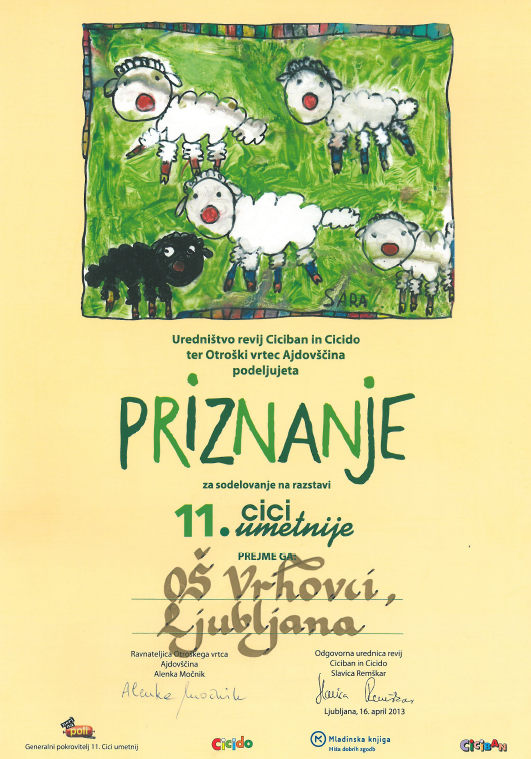 SARA
Uredništvo revij Ciciban in Cicido
ter Otroški vrtec Ajdovščina
podeljujeta
PRIZNANJE
za sodelovanje na razstavi
11. cici umetnije
PREJME GA:
OŠ Vrhovci,
Ljubljana
Ravnateljica Otroškega vrtca
Ajdovščina
Alenka Močnik
Alenka Močnik
Odgovorna urednica revij
Ciciban in Cicido
Slavica Remškar
Slavica Remškar
Ljubljana, 16. april 2013
poli
Generalni pokrovitelj 11. Cici umetnij
Cicido
Mladinska knjiga
Hiša dobrih zgodb
CICIBAN